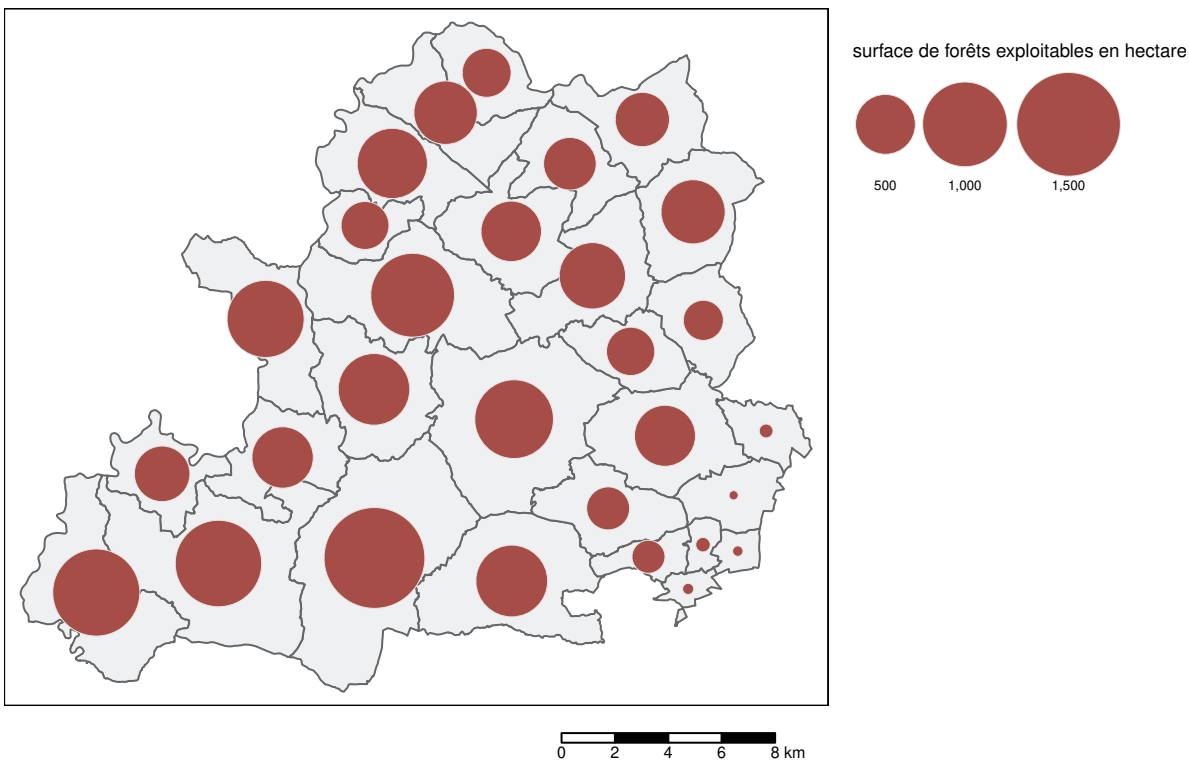 surface de forêts exploitables en hectare
500 1,000 1,500
0 2 4 6 8 km